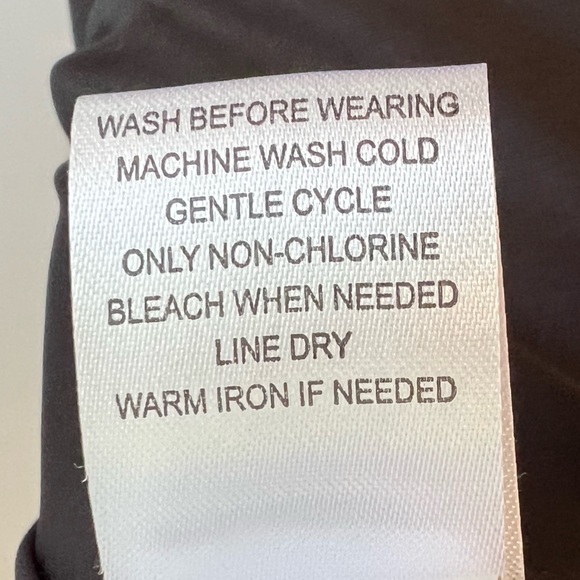 WASH BEFORE WEARING
MACHINE WASH COLD
GENTLE CYCLE
ONLY NON-CHLORINE
BLEACH WHEN NEEDED
LINE DRY
WARM IRON IF NEEDED